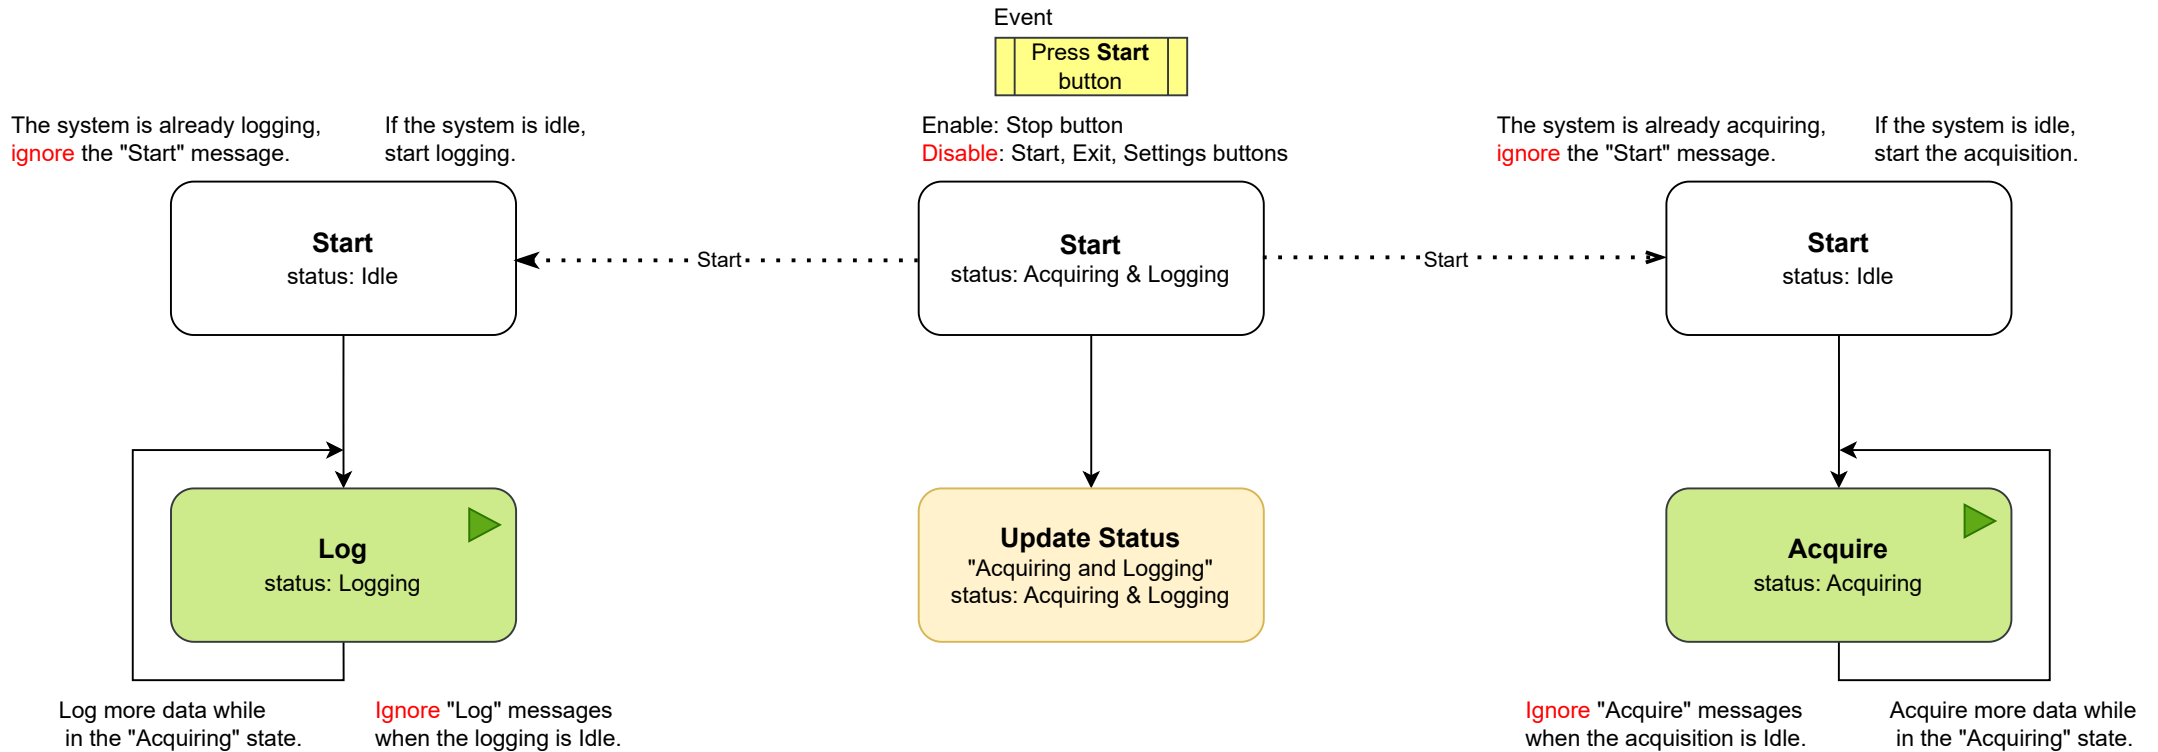 Event
Press Start
button
The system is already logging,
ignore the "Start" message.
If the system is idle,
start logging.
Enable: Stop button
Disable: Start, Exit, Settings buttons
The system is already acquiring,
ignore the "Start" message.
If the system is idle,
start the acquisition.
Start
status: Idle
Start
Start
status: Acquiring & Logging
Start
Start
status: Idle
Log
status: Logging
Update Status
"Acquiring and Logging"
status: Acquiring & Logging
Acquire
status: Acquiring
Log more data while
in the "Acquiring" state.
Ignore "Log" messages
when the logging is Idle.
Ignore "Acquire" messages
when the acquisition is Idle.
Acquire more data while
in the "Acquiring" state.